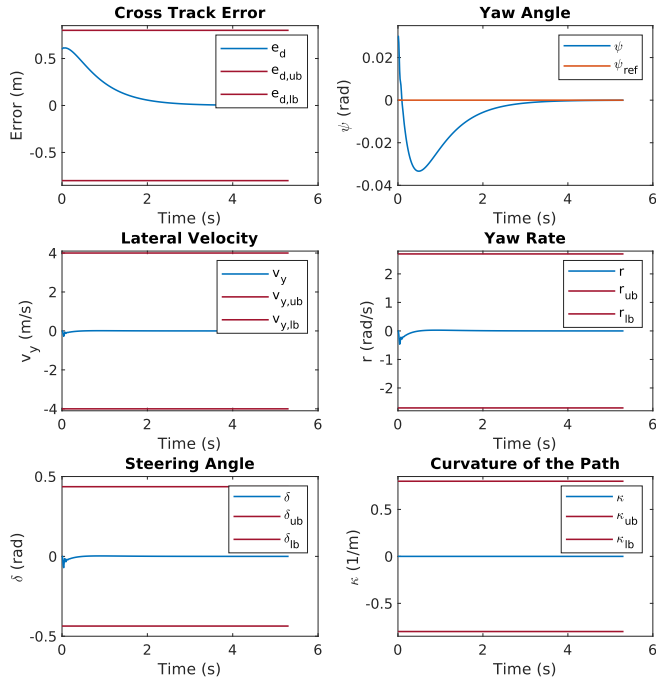 Cross Track Error
Error (m)
0.5
0
-0.5
e_d
e_d,ub
e_d,lb
0 2 4 6
Time (s)
Yaw Angle
ψ (rad)
0.02
0
-0.02
-0.04
ψ
ψ_ref
0 2 4 6
Time (s)
Lateral Velocity
v_y (m/s)
4
2
0
-2
-4
v_y
v_y,ub
v_y,lb
0 2 4 6
Time (s)
Yaw Rate
r (rad/s)
2
1
0
-1
-2
r
r_ub
r_lb
0 2 4 6
Time (s)
Steering Angle
δ (rad)
0.5
0
-0.5
δ
δ_ub
δ_lb
0 2 4 6
Time (s)
Curvature of the Path
κ (1/m)
0.5
0
-0.5
κ
κ_ub
κ_lb
0 2 4 6
Time (s)